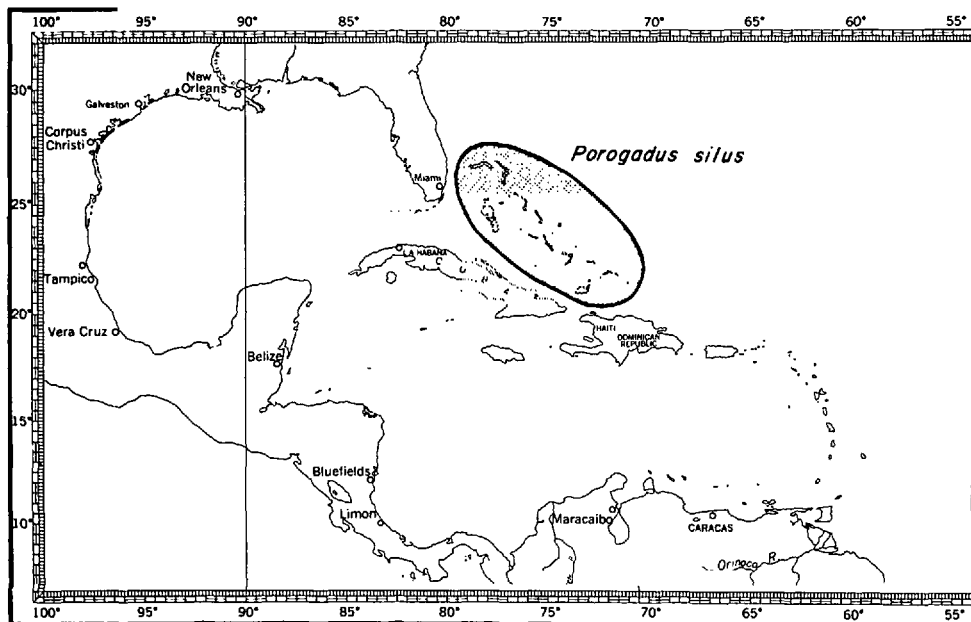 100 95° 90° 85° 80° 75° 70° 65° 60° 55°
30°
25°
20°
15°
10°
New
Orleans
Galveston
Corpus
Christi
Miami
Porogadus silus
LA HABANA
Tampico
Vera Cruz
HAITI
DOMINICAN
REPUBLIC
Belize
Bluefields
Limon
Maracaibo
CARACAS
Orinoco R.
100 95° 90° 85° 80° 75° 70° 65° 60° 55°